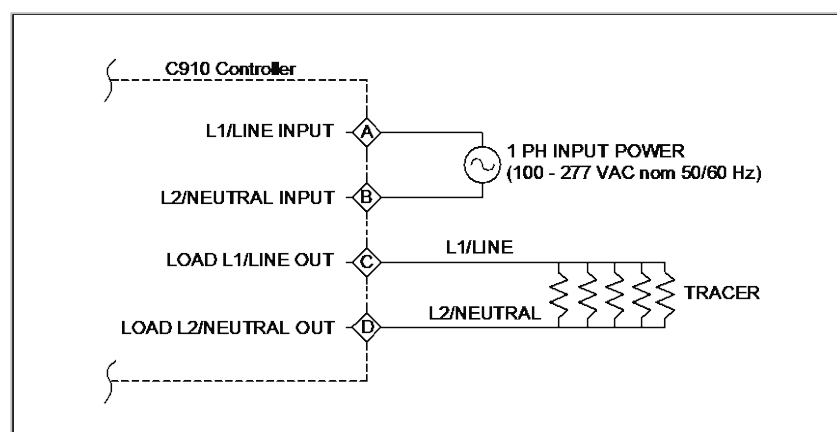 C910 Controller
L1/LINE INPUT
A
1 PH INPUT POWER
(100 - 277 VAC nom 50/60 Hz)
L2/NEUTRAL INPUT
B
LOAD L1/LINE OUT
C
L1/LINE
TRACER
LOAD L2/NEUTRAL OUT
D
L2/NEUTRAL